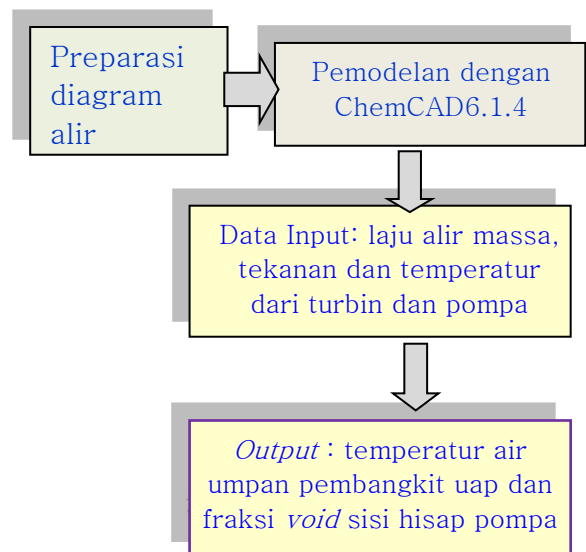 Preparasi
diagram
alir
Pemodelan dengan
ChemCAD6.1.4
Data Input: laju alir massa,
tekanan dan temperatur
dari turbin dan pompa
Output : temperatur air
umpan pembangkit uap dan
fraksi void sisi hisap pompa